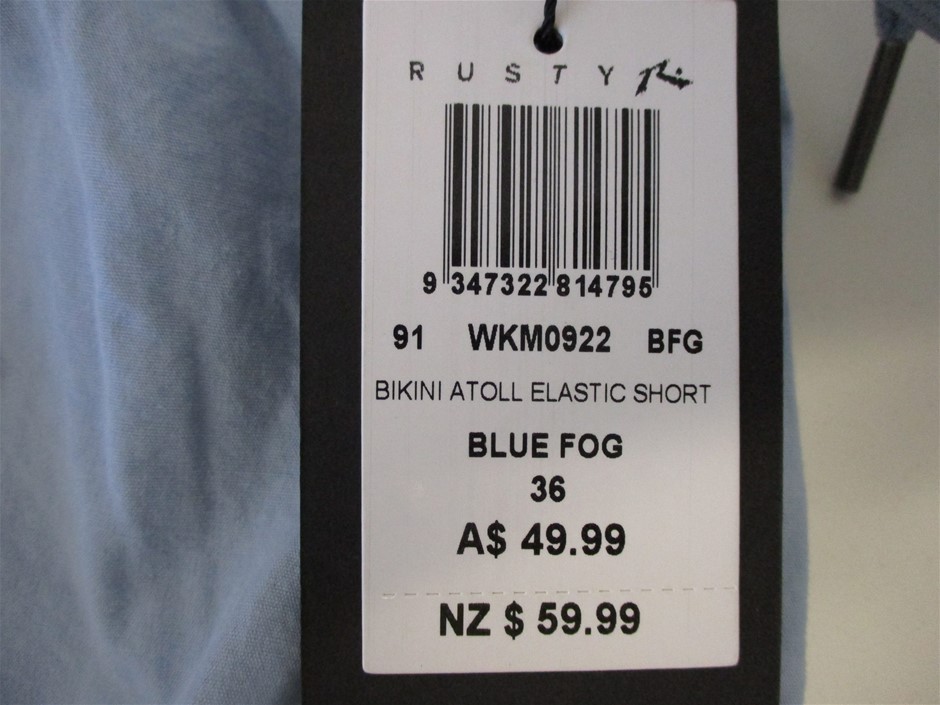 RUSTY
9 347322 814795
91 WKM0922 BFG
BIKINI ATOLL ELASTIC SHORT
BLUE FOG
36
A$ 49.99
NZ $ 59.99